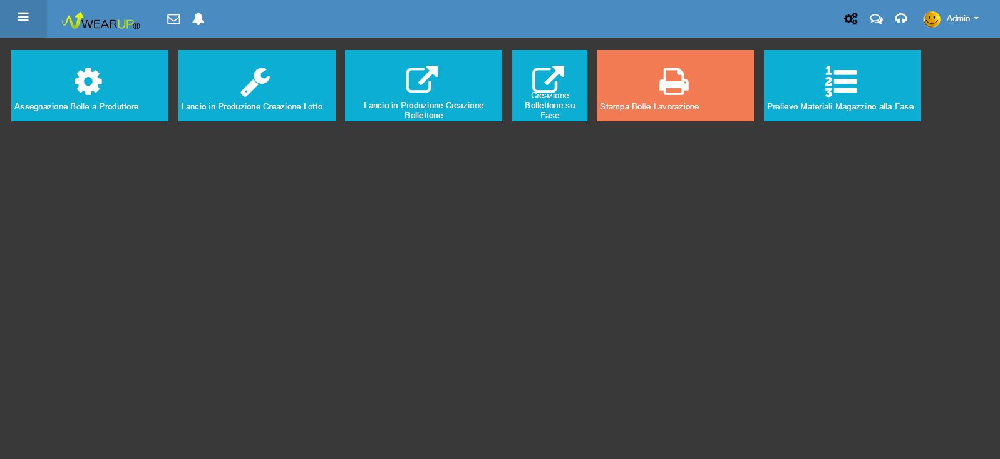 WEARUP®
Admin
Assegnazione Bolle a Produttore
Lancio in Produzione Creazione Lotto
Lancio in Produzione Creazione
Bollettone
Creazione
Bollettone su
Fase
Stampa Bolle Lavorazione
1
2
3
Prelievo Materiali Magazzino alla Fase